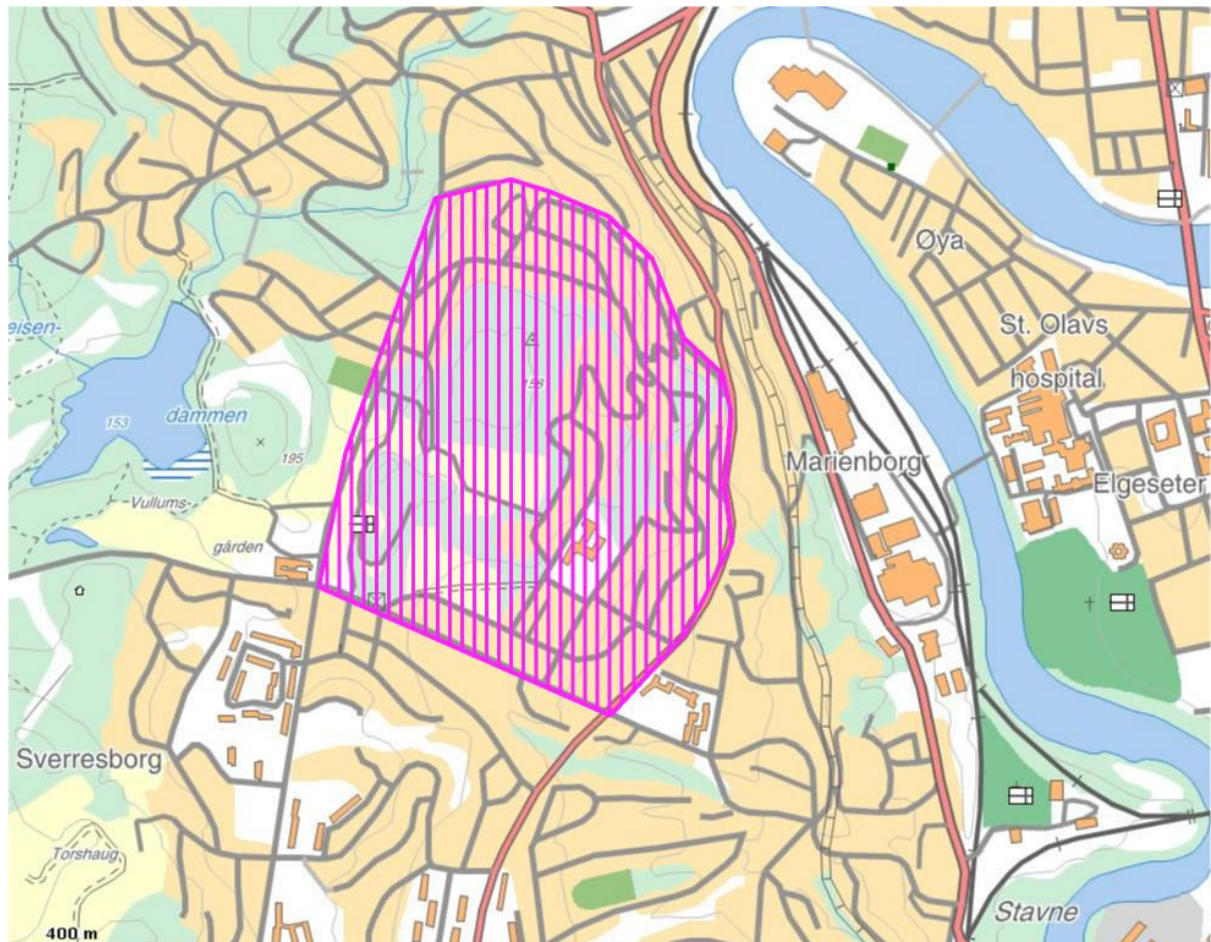 Øya
St. Olavs
hospital
eisen-
dammen
153
158
195
Marienborg
Elgeseter
Vullums-
gården
Sverresborg
Torshaug
Stavne
400 m